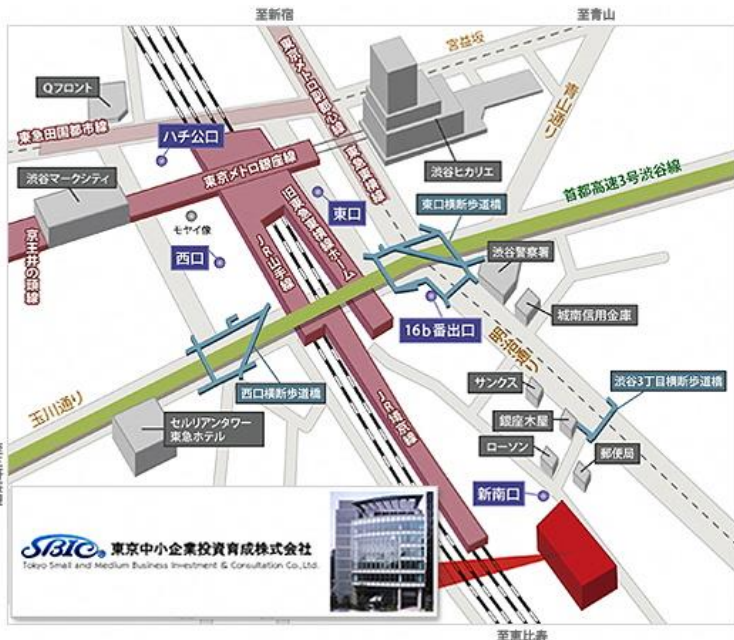 至新宿
至青山
宮益坂
Qフロント
東京メトロ副都心線
青山通り
東急田園都市線
ハチ公口
渋谷ヒカリエ
東京メトロ銀座線
東急東横線
首都高速3号渋谷線
渋谷マークシティ
東口
旧東急東横線ホーム
東口横断歩道橋
モヤイ像
京王井の頭線
西口
JR山手線
渋谷警察署
16b番出口
城南信用金庫
明治通り
サンクス
渋谷3丁目横断歩道橋
西口横断歩道橋
玉川通り
JR埼京線
銀座木屋
セルリアンタワー
東急ホテル
ローソン
郵便局
新南口
SBIC 東京中小企業投資育成株式会社
Tokyo Small and Medium Business Investment & Consultation Co.,Ltd.
至恵比寿